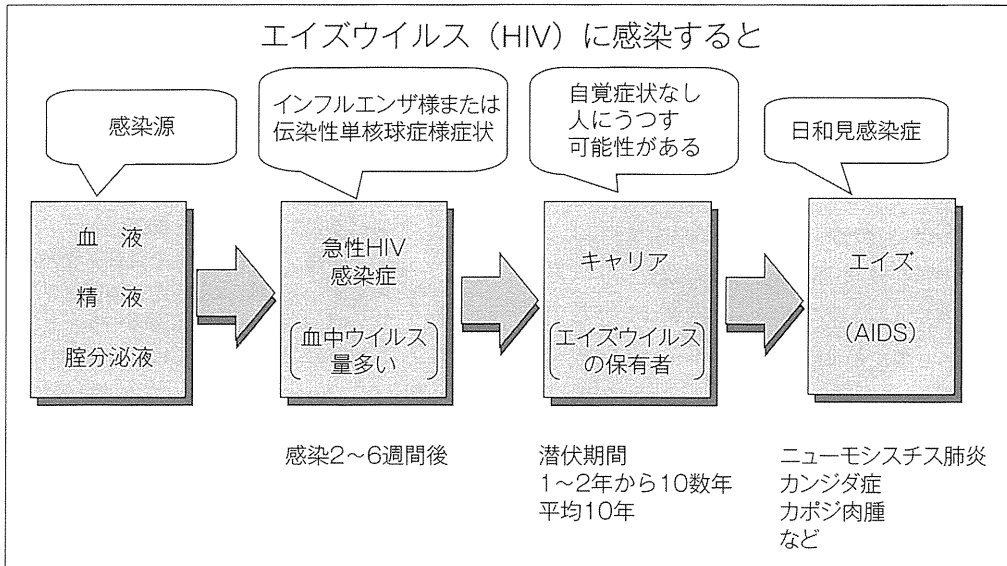 エイズウイルス（HIV）に感染すると
感染源
血 液
精 液
腟分泌液
インフルエンザ様または
伝染性単核球症様症状
急性HIV
感染症
血中ウイルス
量多い
感染2～6週間後
自覚症状なし
人にうつす
可能性がある
キャリア
エイズウイルス
の保有者
潜伏期間
1～2年から10数年
平均10年
日和見感染症
エイズ
（AIDS）
ニューモシスチス肺炎
カンジダ症
カポジ肉腫
など